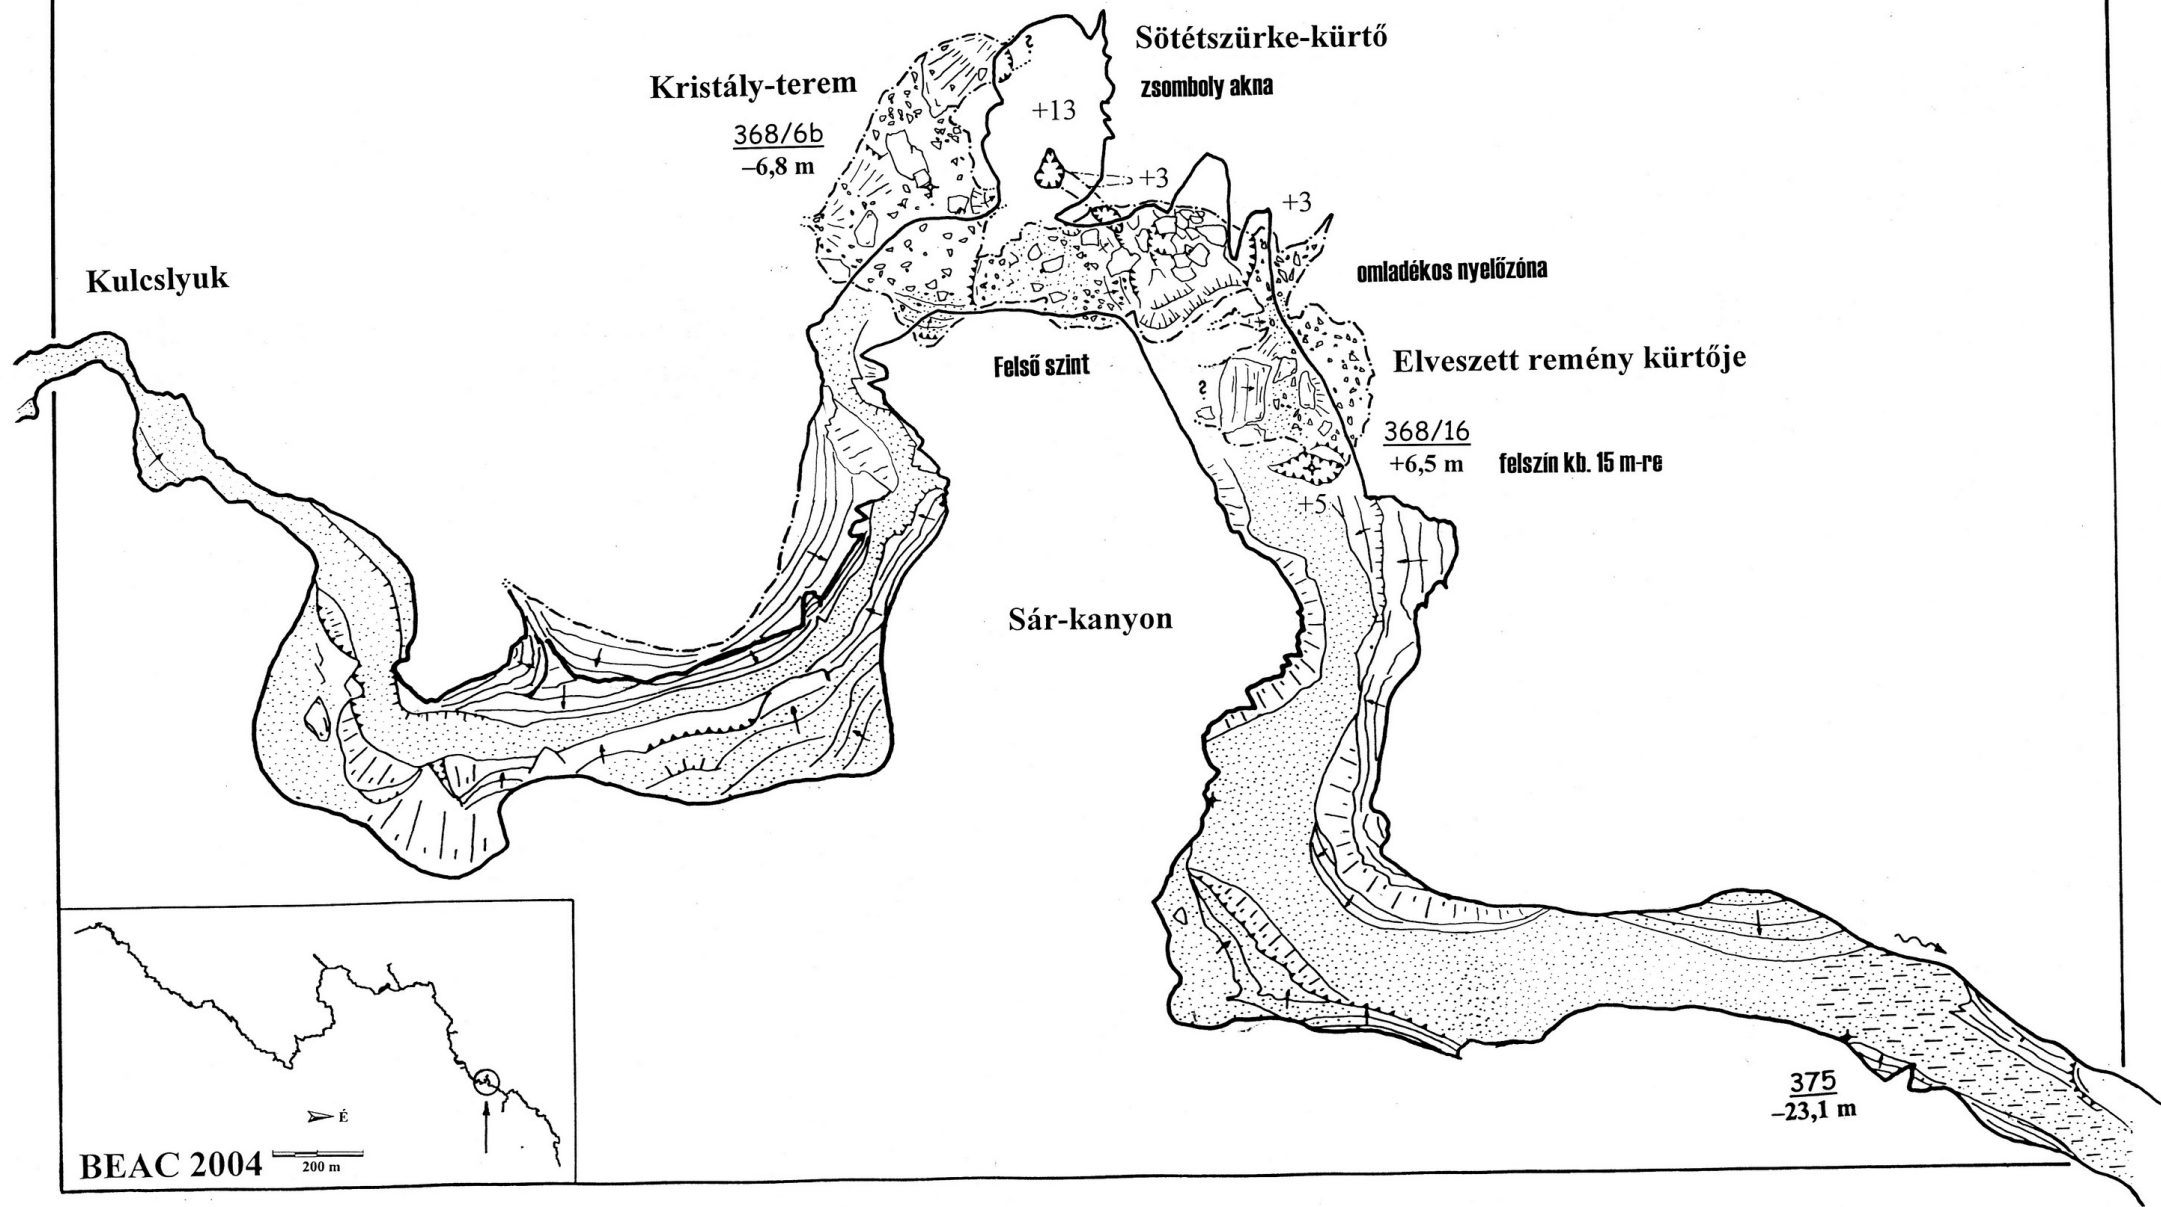 Sötétszürke-kürtő
zsomboly akna
Kristály-terem
368/6b
–6,8 m
+13
+3
+3
Kulcslyuk
omladékos nyelőzóna
Felső szint
Elveszett remény kürtője
368/16
+6,5 m
felszín kb. 15 m-re
+5
Sár-kanyon
375
–23,1 m
É
BEAC 2004
200 m